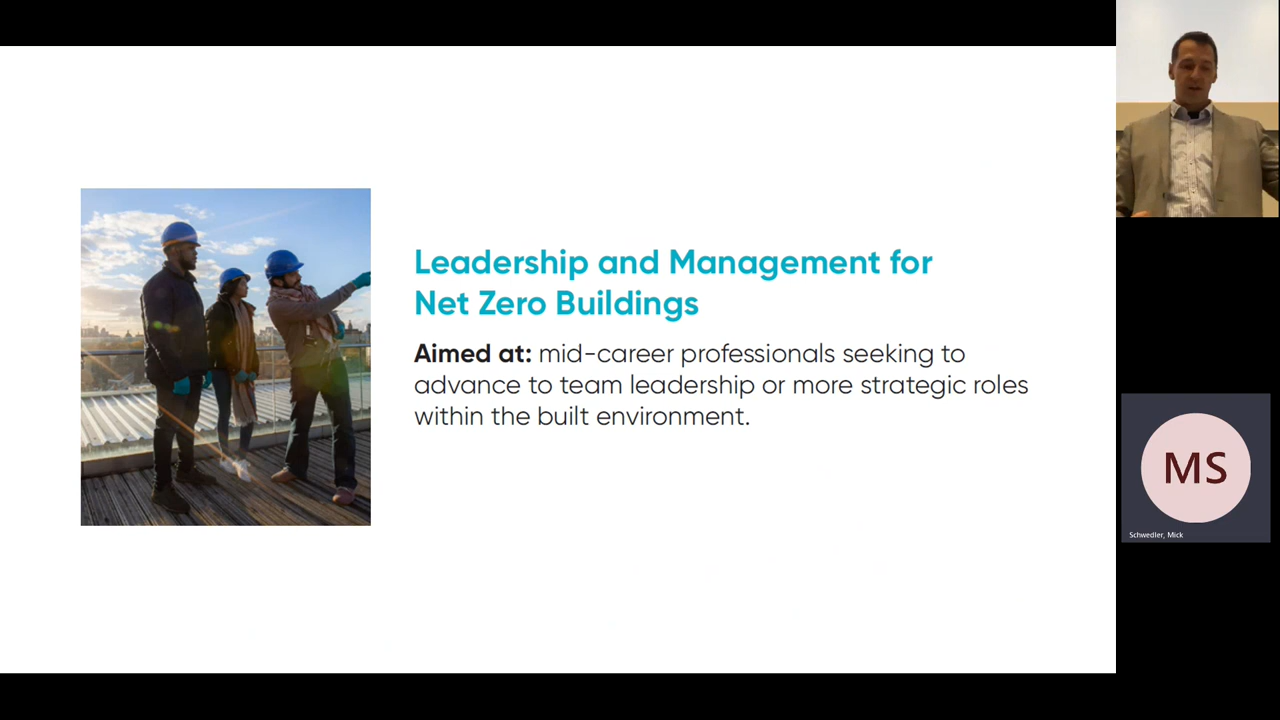 Leadership and Management for
Net Zero Buildings
Aimed at: mid-career professionals seeking to
advance to team leadership or more strategic roles
within the built environment.
MS
Schwedler, Mick